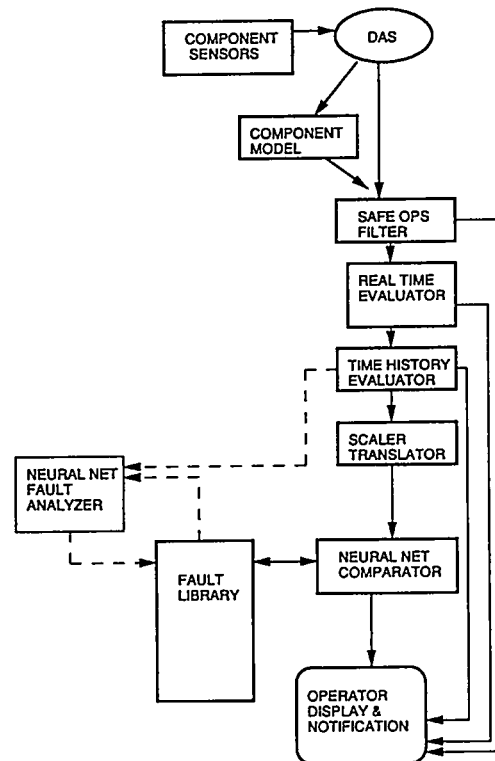 COMPONENT
SENSORS
DAS
COMPONENT
MODEL
SAFE OPS
FILTER
REAL TIME
EVALUATOR
TIME HISTORY
EVALUATOR
SCALER
TRANSLATOR
NEURAL NET
FAULT
ANALYZER
FAULT
LIBRARY
NEURAL NET
COMPARATOR
OPERATOR
DISPLAY &
NOTIFICATION